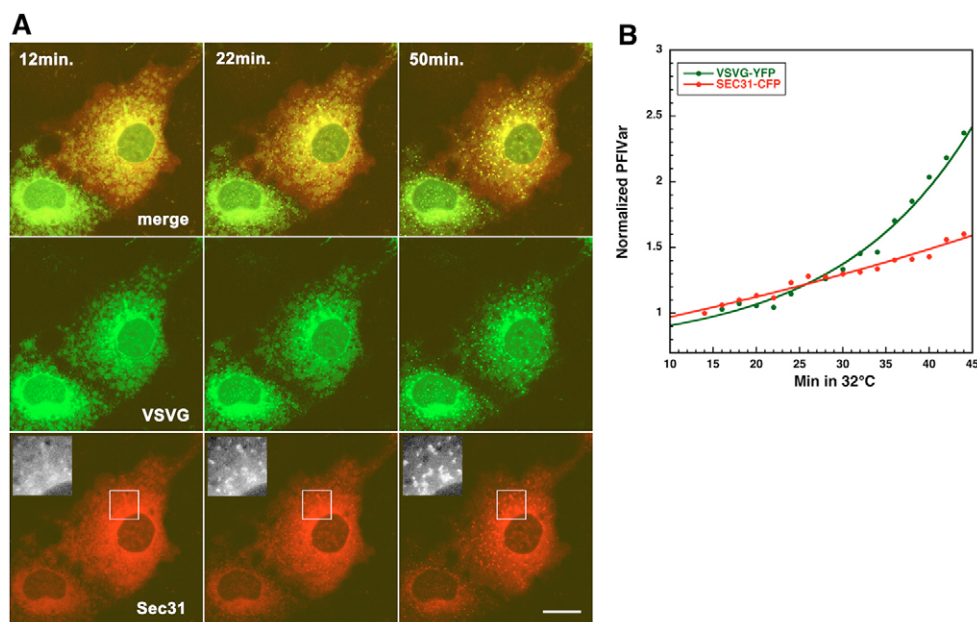 A
12min.
22min.
50min.
merge
VSVG
Sec31
B
3
2.5
2
1.5
1
VSVG-YFP
SEC31-CFP
Normalized PFIVar
10
15
20
25
30
35
40
45
Min in 32°C